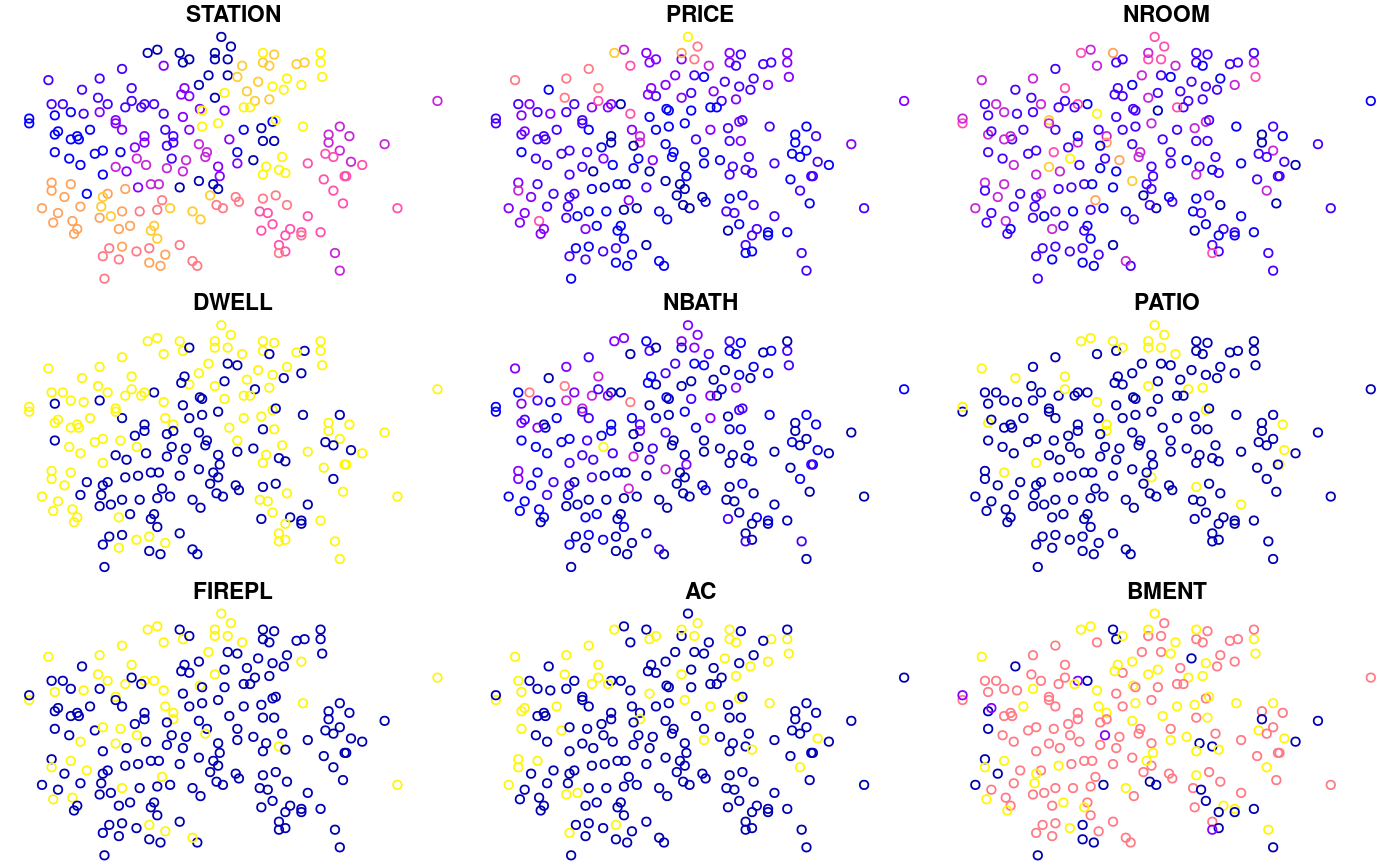 STATION
PRICE
NROOM
DWELL
NBATH
PATIO
FIREPL
AC
BMENT